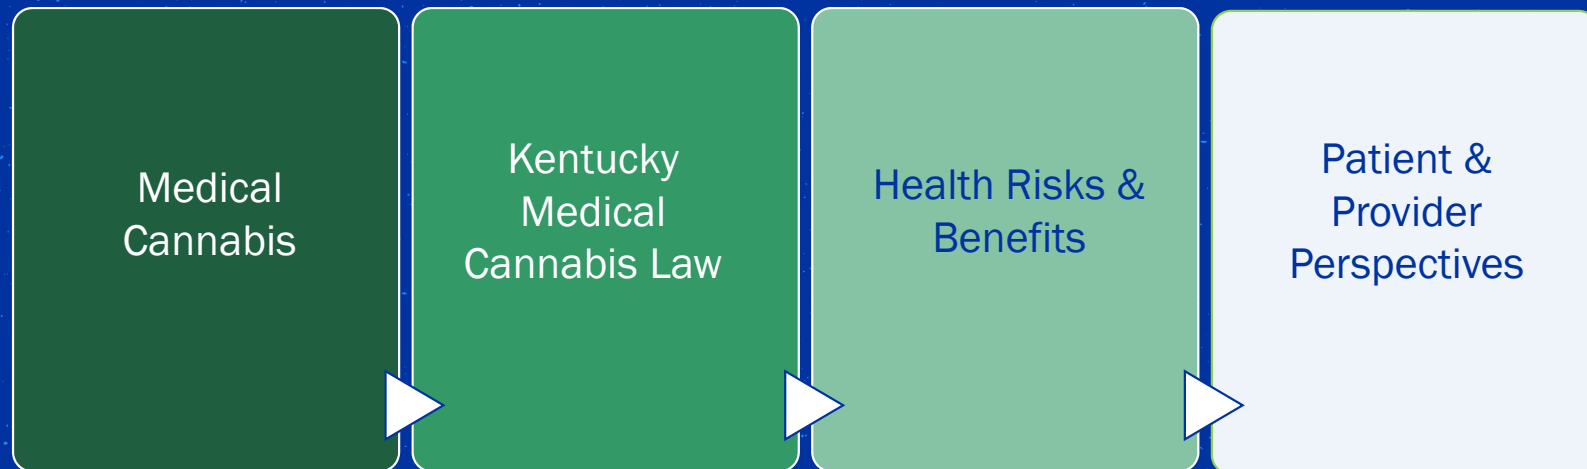 Medical
Cannabis
Kentucky
Medical
Cannabis Law
Health Risks &
Benefits
Patient &
Provider
Perspectives